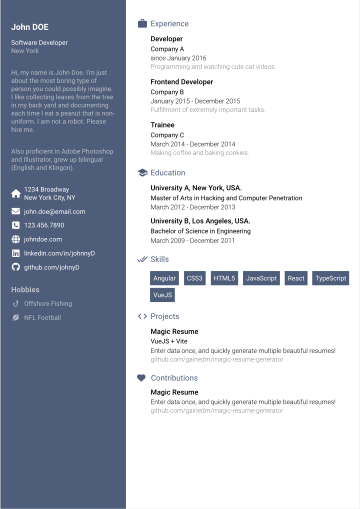 John DOE
Software Developer
New York
Hi, my name is John Doe, I'm just
about the most boring type of
person you could possibly imagine.
I like collecting leaves from the tree
in my back yard and documenting
each time I eat a peanut that is non-
uniform. I am not a robot. Please
hire me.
Also proficient in Adobe Photoshop
and Illustrator, grew up bilingual
(English and Klingon).
1234 Broadway
New York City, NY
john.doe@email.com
123.456.7890
johndoe.com
linkedin.com/in/johnnyD
github.com/johnyD
Hobbies
Offshore Fishing
NFL Football
Experience
Developer
Company A
since January 2016
Programming and watching cute cat videos.
Frontend Developer
Company B
January 2015 - December 2015
Fulfillment of extremely important tasks.
Trainee
Company C
March 2014 - December 2014
Making coffee and baking cookies.
Education
University A, New York, USA.
Master of Arts in Hacking and Computer Penetration
March 2012 - December 2013
University B, Los Angeles, USA.
Bachelor of Science in Engineering
March 2009 - December 2011
Skills
Angular CSS3 HTML5 JavaScript React TypeScript
VueJS
Projects
Magic Resume
VueJS + Vite
Enter data once, and quickly generate multiple beautiful resumes!
github.com/gainedm/magic-resume-generator
Contributions
Magic Resume
Enter data once, and quickly generate multiple beautiful resumes!
github.com/gainedm/magic-resume-generator